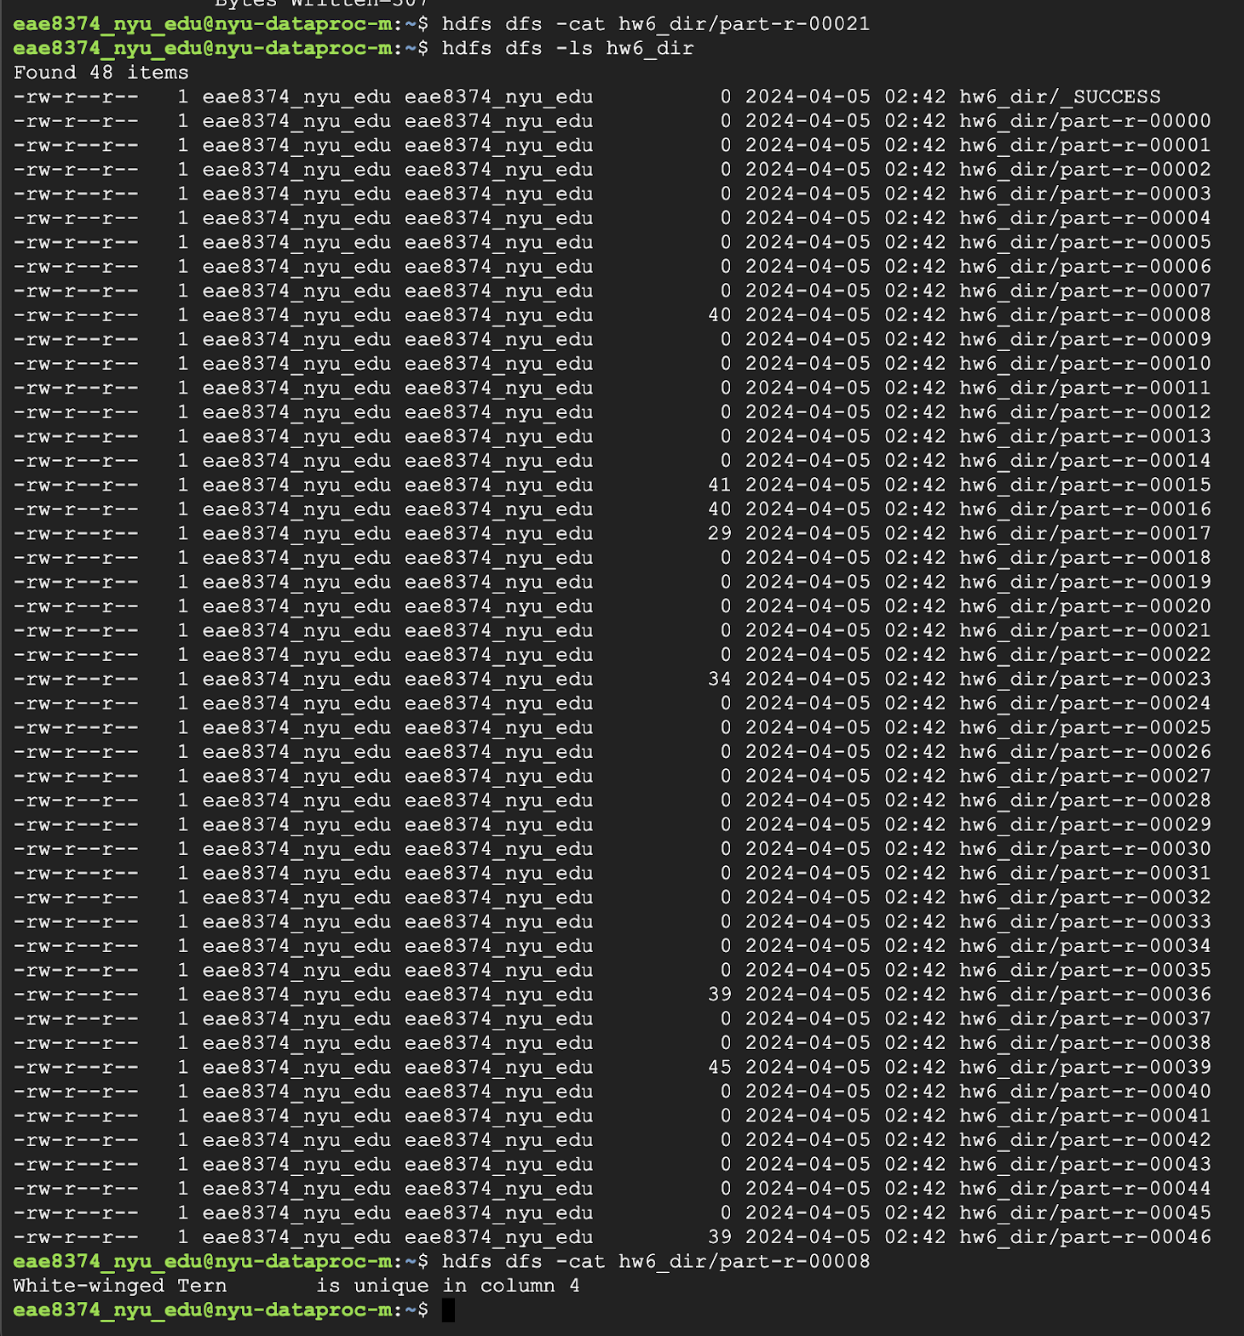 Bytes Written=307
eae8374_nyu_edu@nyu-dataproc-m:~$ hdfs dfs -cat hw6_dir/part-r-00021
eae8374_nyu_edu@nyu-dataproc-m:~$ hdfs dfs -ls hw6_dir
Found 48 items
-rw-r--r--   1 eae8374_nyu_edu eae8374_nyu_edu          0 2024-04-05 02:42 hw6_dir/_SUCCESS
-rw-r--r--   1 eae8374_nyu_edu eae8374_nyu_edu          0 2024-04-05 02:42 hw6_dir/part-r-00000
-rw-r--r--   1 eae8374_nyu_edu eae8374_nyu_edu          0 2024-04-05 02:42 hw6_dir/part-r-00001
-rw-r--r--   1 eae8374_nyu_edu eae8374_nyu_edu          0 2024-04-05 02:42 hw6_dir/part-r-00002
-rw-r--r--   1 eae8374_nyu_edu eae8374_nyu_edu          0 2024-04-05 02:42 hw6_dir/part-r-00003
-rw-r--r--   1 eae8374_nyu_edu eae8374_nyu_edu          0 2024-04-05 02:42 hw6_dir/part-r-00004
-rw-r--r--   1 eae8374_nyu_edu eae8374_nyu_edu          0 2024-04-05 02:42 hw6_dir/part-r-00005
-rw-r--r--   1 eae8374_nyu_edu eae8374_nyu_edu          0 2024-04-05 02:42 hw6_dir/part-r-00006
-rw-r--r--   1 eae8374_nyu_edu eae8374_nyu_edu          0 2024-04-05 02:42 hw6_dir/part-r-00007
-rw-r--r--   1 eae8374_nyu_edu eae8374_nyu_edu         40 2024-04-05 02:42 hw6_dir/part-r-00008
-rw-r--r--   1 eae8374_nyu_edu eae8374_nyu_edu          0 2024-04-05 02:42 hw6_dir/part-r-00009
-rw-r--r--   1 eae8374_nyu_edu eae8374_nyu_edu          0 2024-04-05 02:42 hw6_dir/part-r-00010
-rw-r--r--   1 eae8374_nyu_edu eae8374_nyu_edu          0 2024-04-05 02:42 hw6_dir/part-r-00011
-rw-r--r--   1 eae8374_nyu_edu eae8374_nyu_edu          0 2024-04-05 02:42 hw6_dir/part-r-00012
-rw-r--r--   1 eae8374_nyu_edu eae8374_nyu_edu          0 2024-04-05 02:42 hw6_dir/part-r-00013
-rw-r--r--   1 eae8374_nyu_edu eae8374_nyu_edu          0 2024-04-05 02:42 hw6_dir/part-r-00014
-rw-r--r--   1 eae8374_nyu_edu eae8374_nyu_edu         41 2024-04-05 02:42 hw6_dir/part-r-00015
-rw-r--r--   1 eae8374_nyu_edu eae8374_nyu_edu         40 2024-04-05 02:42 hw6_dir/part-r-00016
-rw-r--r--   1 eae8374_nyu_edu eae8374_nyu_edu         29 2024-04-05 02:42 hw6_dir/part-r-00017
-rw-r--r--   1 eae8374_nyu_edu eae8374_nyu_edu          0 2024-04-05 02:42 hw6_dir/part-r-00018
-rw-r--r--   1 eae8374_nyu_edu eae8374_nyu_edu          0 2024-04-05 02:42 hw6_dir/part-r-00019
-rw-r--r--   1 eae8374_nyu_edu eae8374_nyu_edu          0 2024-04-05 02:42 hw6_dir/part-r-00020
-rw-r--r--   1 eae8374_nyu_edu eae8374_nyu_edu          0 2024-04-05 02:42 hw6_dir/part-r-00021
-rw-r--r--   1 eae8374_nyu_edu eae8374_nyu_edu          0 2024-04-05 02:42 hw6_dir/part-r-00022
-rw-r--r--   1 eae8374_nyu_edu eae8374_nyu_edu         34 2024-04-05 02:42 hw6_dir/part-r-00023
-rw-r--r--   1 eae8374_nyu_edu eae8374_nyu_edu          0 2024-04-05 02:42 hw6_dir/part-r-00024
-rw-r--r--   1 eae8374_nyu_edu eae8374_nyu_edu          0 2024-04-05 02:42 hw6_dir/part-r-00025
-rw-r--r--   1 eae8374_nyu_edu eae8374_nyu_edu          0 2024-04-05 02:42 hw6_dir/part-r-00026
-rw-r--r--   1 eae8374_nyu_edu eae8374_nyu_edu          0 2024-04-05 02:42 hw6_dir/part-r-00027
-rw-r--r--   1 eae8374_nyu_edu eae8374_nyu_edu          0 2024-04-05 02:42 hw6_dir/part-r-00028
-rw-r--r--   1 eae8374_nyu_edu eae8374_nyu_edu          0 2024-04-05 02:42 hw6_dir/part-r-00029
-rw-r--r--   1 eae8374_nyu_edu eae8374_nyu_edu          0 2024-04-05 02:42 hw6_dir/part-r-00030
-rw-r--r--   1 eae8374_nyu_edu eae8374_nyu_edu          0 2024-04-05 02:42 hw6_dir/part-r-00031
-rw-r--r--   1 eae8374_nyu_edu eae8374_nyu_edu          0 2024-04-05 02:42 hw6_dir/part-r-00032
-rw-r--r--   1 eae8374_nyu_edu eae8374_nyu_edu          0 2024-04-05 02:42 hw6_dir/part-r-00033
-rw-r--r--   1 eae8374_nyu_edu eae8374_nyu_edu          0 2024-04-05 02:42 hw6_dir/part-r-00034
-rw-r--r--   1 eae8374_nyu_edu eae8374_nyu_edu          0 2024-04-05 02:42 hw6_dir/part-r-00035
-rw-r--r--   1 eae8374_nyu_edu eae8374_nyu_edu         39 2024-04-05 02:42 hw6_dir/part-r-00036
-rw-r--r--   1 eae8374_nyu_edu eae8374_nyu_edu          0 2024-04-05 02:42 hw6_dir/part-r-00037
-rw-r--r--   1 eae8374_nyu_edu eae8374_nyu_edu          0 2024-04-05 02:42 hw6_dir/part-r-00038
-rw-r--r--   1 eae8374_nyu_edu eae8374_nyu_edu         45 2024-04-05 02:42 hw6_dir/part-r-00039
-rw-r--r--   1 eae8374_nyu_edu eae8374_nyu_edu          0 2024-04-05 02:42 hw6_dir/part-r-00040
-rw-r--r--   1 eae8374_nyu_edu eae8374_nyu_edu          0 2024-04-05 02:42 hw6_dir/part-r-00041
-rw-r--r--   1 eae8374_nyu_edu eae8374_nyu_edu          0 2024-04-05 02:42 hw6_dir/part-r-00042
-rw-r--r--   1 eae8374_nyu_edu eae8374_nyu_edu          0 2024-04-05 02:42 hw6_dir/part-r-00043
-rw-r--r--   1 eae8374_nyu_edu eae8374_nyu_edu          0 2024-04-05 02:42 hw6_dir/part-r-00044
-rw-r--r--   1 eae8374_nyu_edu eae8374_nyu_edu          0 2024-04-05 02:42 hw6_dir/part-r-00045
-rw-r--r--   1 eae8374_nyu_edu eae8374_nyu_edu         39 2024-04-05 02:42 hw6_dir/part-r-00046
eae8374_nyu_edu@nyu-dataproc-m:~$ hdfs dfs -cat hw6_dir/part-r-00008
White-winged Tern       is unique in column 4
eae8374_nyu_edu@nyu-dataproc-m:~$